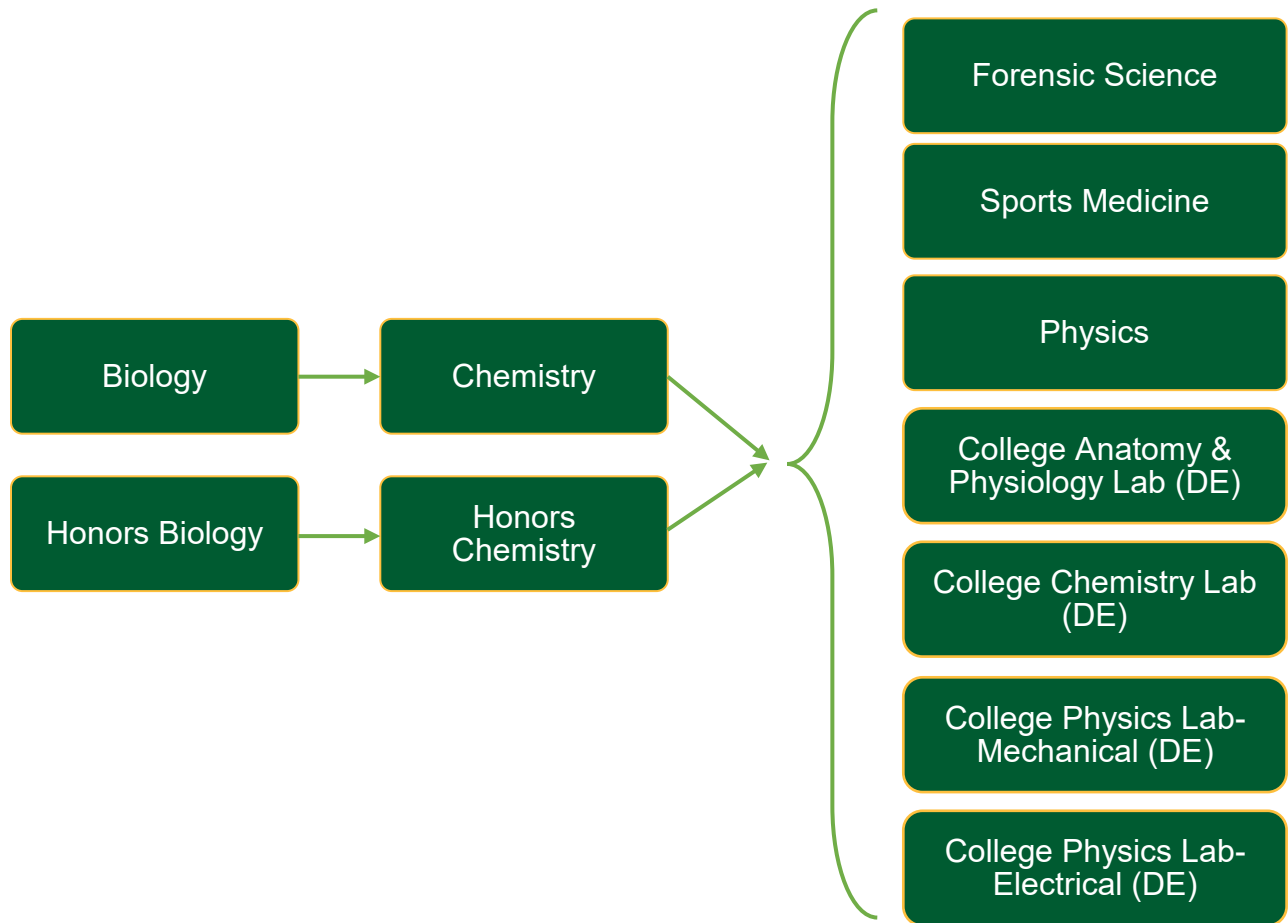 Biology
Chemistry
Honors Biology
Honors
Chemistry
Forensic Science
Sports Medicine
Physics
College Anatomy &
Physiology Lab (DE)
College Chemistry Lab
(DE)
College Physics Lab-
Mechanical (DE)
College Physics Lab-
Electrical (DE)